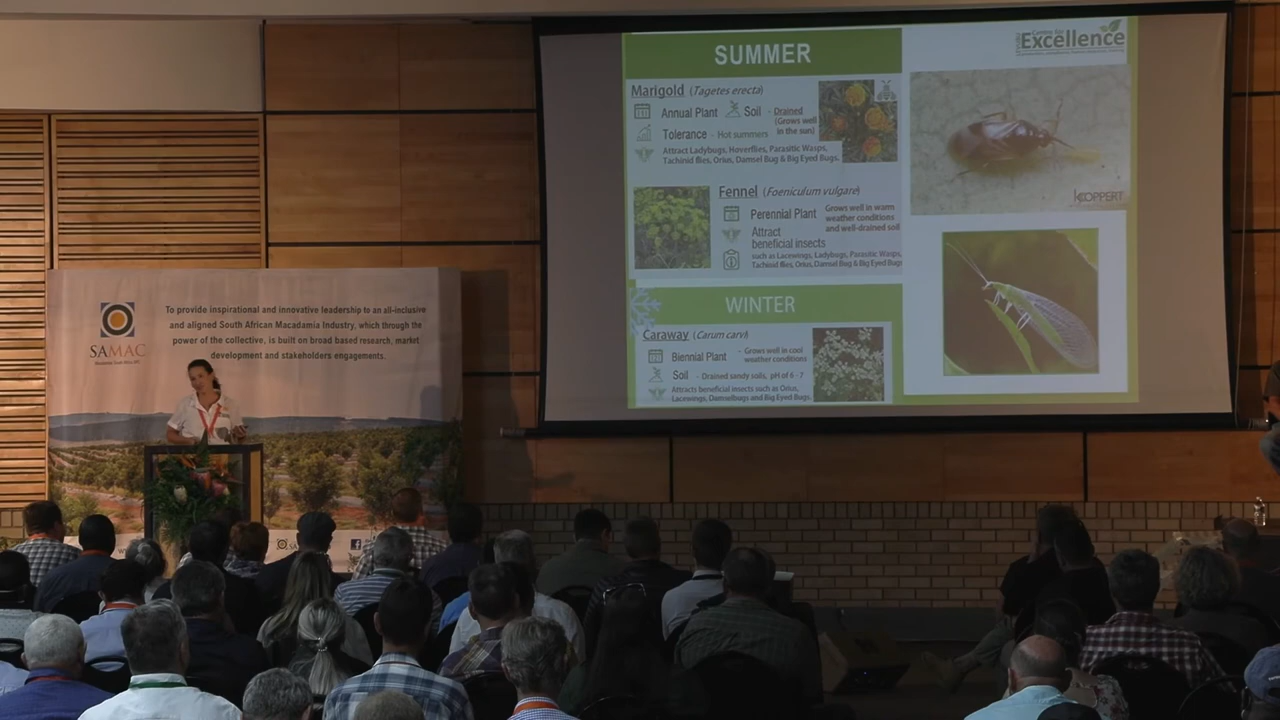 SUMMER
Marigold (Tagetes erecta)
Annual Plant
Soil - Drained
(Grows well
in the sun)
Tolerance - Hot summers
Attract Ladybugs, Hoverflies, Parasitic Wasps,
Tachinid flies, Orius, Damsel Bug & Big Eyed Bugs.
Fennel (Foeniculum vulgare)
Perennial Plant
Grows well in warm
weather conditions
and well-drained soil
Attract
beneficial insects
such as Lacewings, Ladybugs, Parasitic Wasps,
Tachinid flies, Orius, Damsel Bug & Big Eyed Bugs
WINTER
Caraway (Carum carvi)
Biennial Plant
- Grows well in cool
weather conditions
Soil - Drained sandy soils, pH of 6 - 7
Attracts beneficial insects such as Orius,
Lacewings, Damselbugs and Big Eyed Bugs.
Centre for
Excellence
KOPPERT
To provide inspirational and innovative leadership to an all-inclusive
and aligned South African Macadamia Industry, which through the
power of the collective, is built on broad based research, market
development and stakeholders engagements.
SAMAC